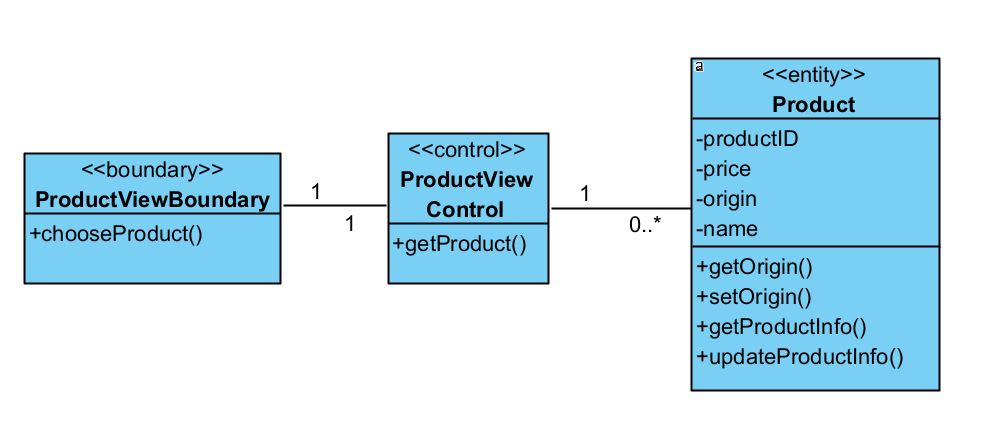 <<boundary>>
ProductViewBoundary
+chooseProduct()
1
1
<<control>>
ProductView
Control
+getProduct()
1
0..*
a
<<entity>>
Product
-productID
-price
-origin
-name
+getOrigin()
+setOrigin()
+getProductInfo()
+updateProductInfo()